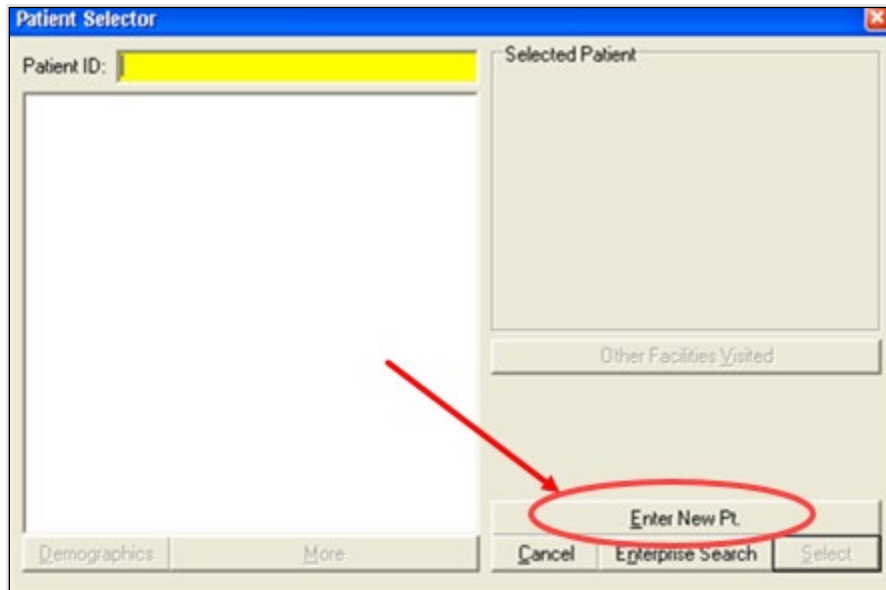 Patient Selector
Patient ID:
Selected Patient
Other Facilities Visited
Enter New Pt.
Demographics
More
Cancel
Enterprise Search
Select